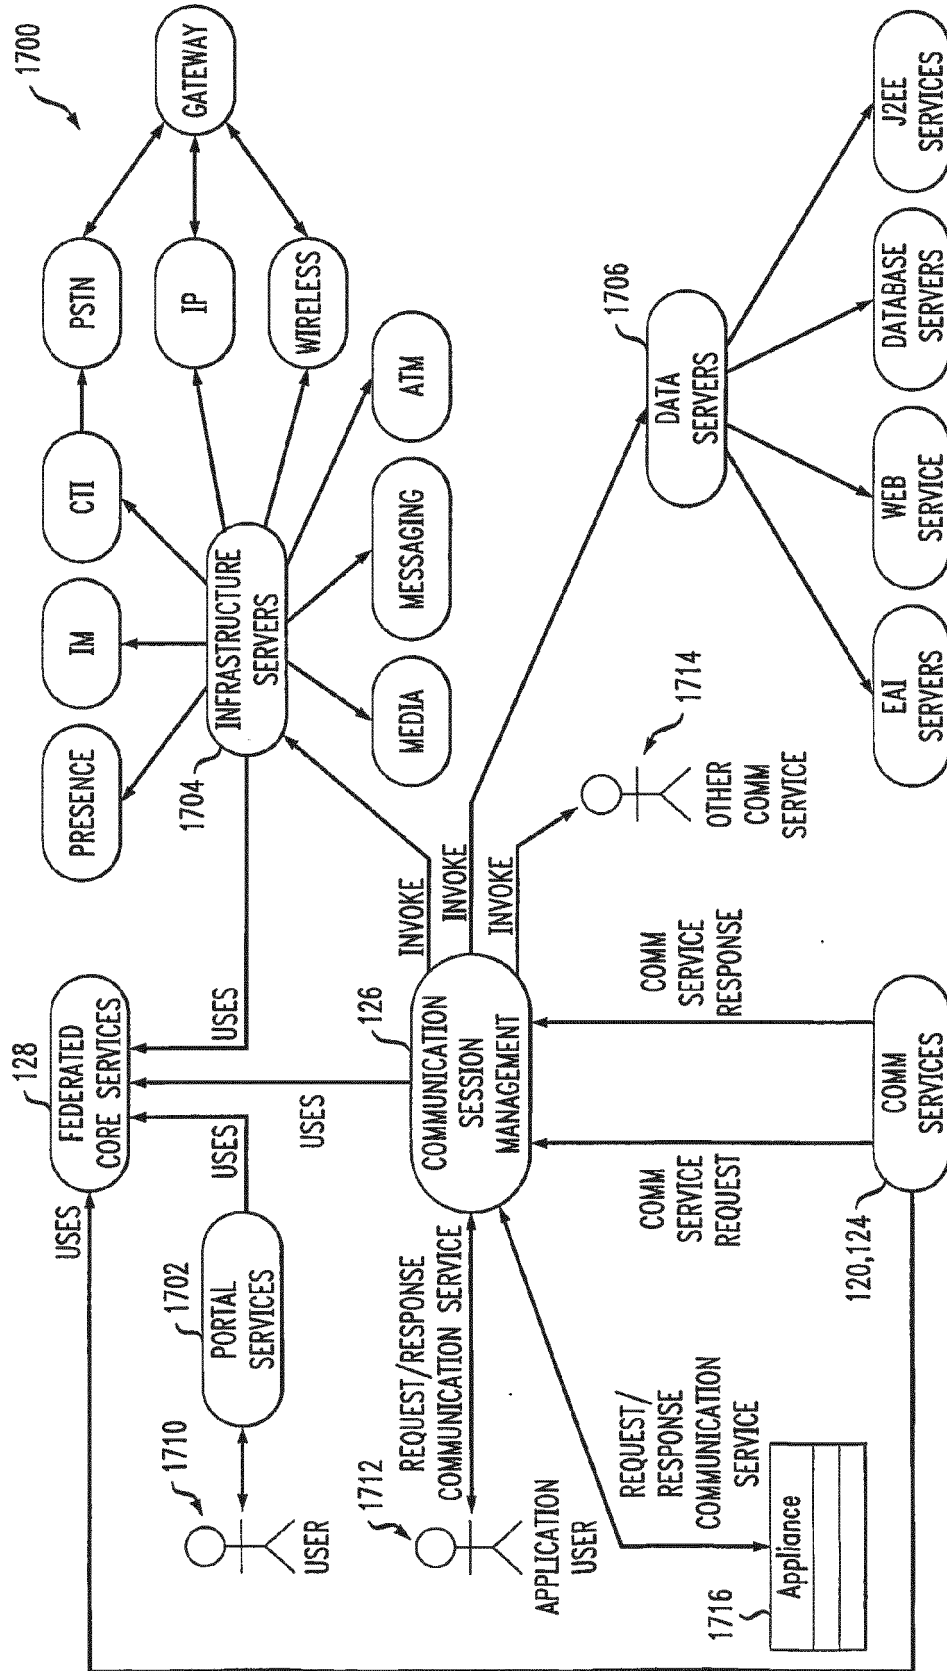 1700
GATEWAY
PSTN
IP
WIRELESS
CTI
ATM
IM
MESSAGING
PRESENCE
MEDIA
INFRASTRUCTURE
SERVERS
1704
128
FEDERATED
CORE SERVICES
USES
USES
USES
USES
1702
PORTAL
SERVICES
1710
USER
126
COMMUNICATION
SESSION
MANAGEMENT
INVOKE
INVOKE
INVOKE
1706
DATA
SERVERS
J2EE
SERVICES
DATABASE
SERVERS
WEB
SERVICE
EAI
SERVERS
1714
OTHER
COMM
SERVICE
1712
REQUEST/RESPONSE
COMMUNICATION SERVICE
APPLICATION
USER
COMM
SERVICE
RESPONSE
COMM
SERVICE
REQUEST
REQUEST/
RESPONSE
COMMUNICATION
SERVICE
1716
Appliance
120,124
COMM
SERVICES